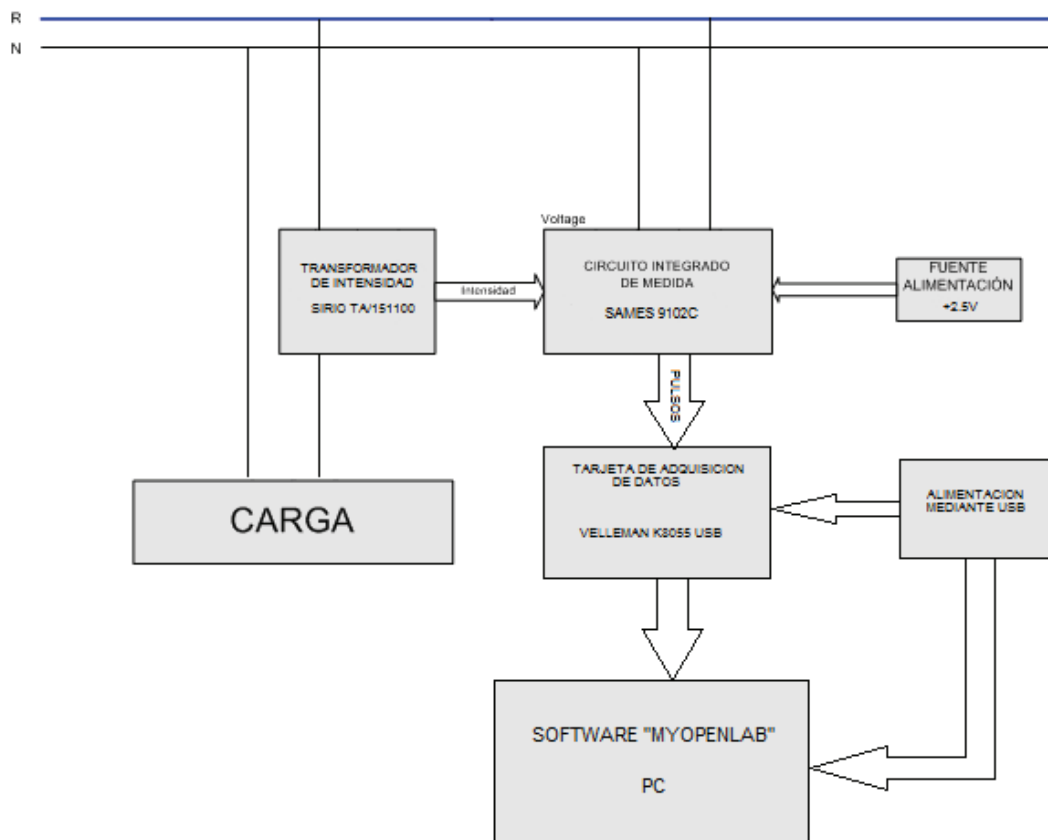 R
N
Voltage
TRANSFORMADOR
DE INTENSIDAD
SIRIO TA/151100
Intensidad
CIRCUITO INTEGRADO
DE MEDIDA
SAMES 9102C
FUENTE
ALIMENTACIÓN
+2.5V
PULSOS
CARGA
TARJETA DE ADQUISICION
DE DATOS
VELLEMAN K8055 USB
ALIMENTACION
MEDIANTE USB
SOFTWARE "MYOPENLAB"
PC